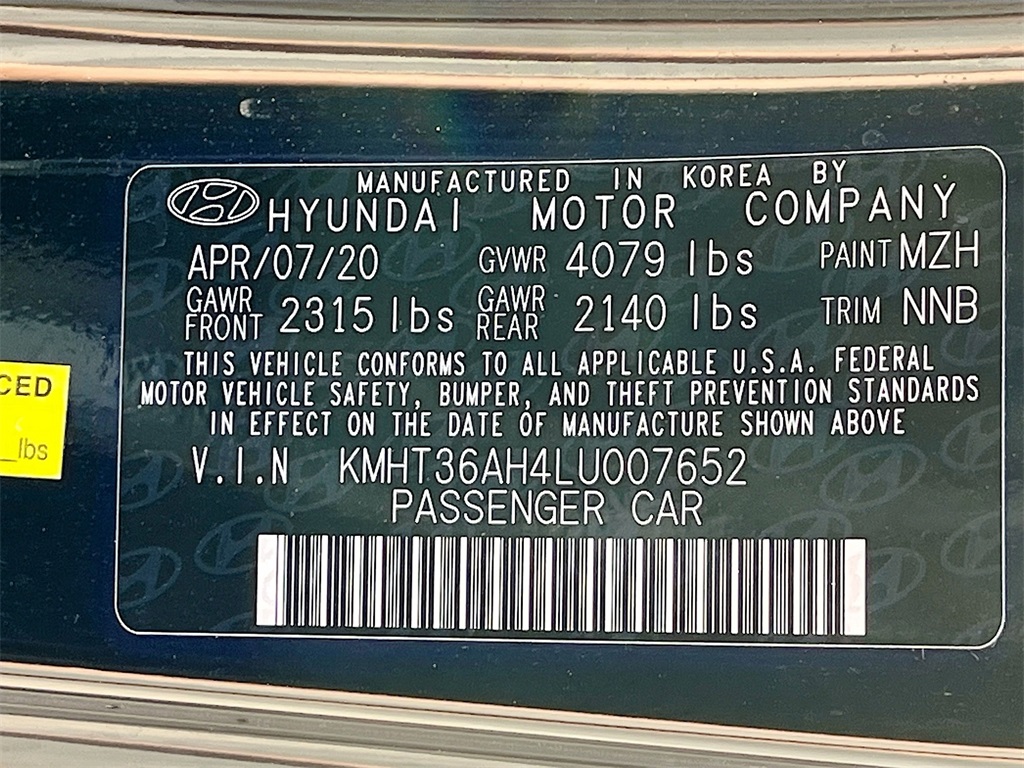 MANUFACTURED IN KOREA BY
HYUNDAI MOTOR COMPANY
APR/07/20 GVWR 4079 lbs PAINT MZH
GAWR FRONT 2315 lbs GAWR REAR 2140 lbs TRIM NNB
THIS VEHICLE CONFORMS TO ALL APPLICABLE U.S.A. FEDERAL
MOTOR VEHICLE SAFETY, BUMPER, AND THEFT PREVENTION STANDARDS
IN EFFECT ON THE DATE OF MANUFACTURE SHOWN ABOVE
V.I.N KMHT36AH4LU007652
PASSENGER CAR
CED
_lbs